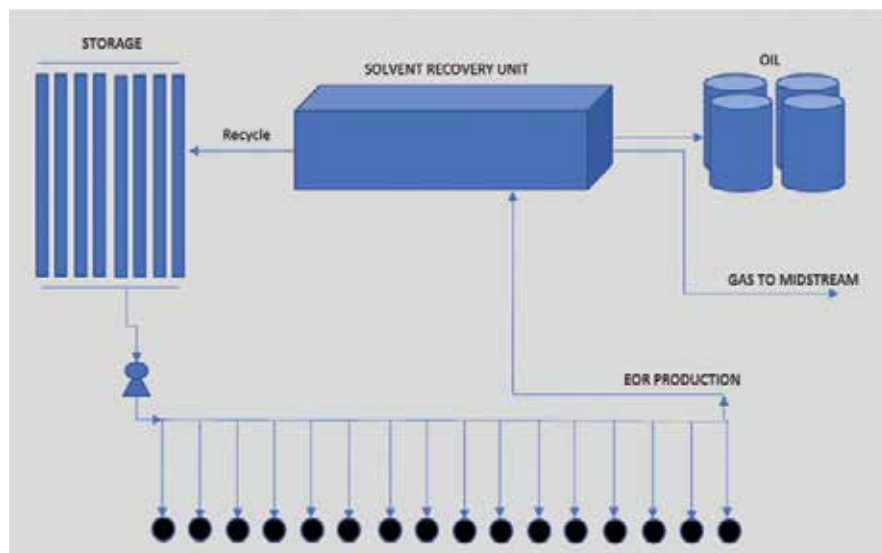 STORAGE
SOLVENT RECOVERY UNIT
OIL
Recycle
GAS TO MIDSTREAM
EOR PRODUCTION